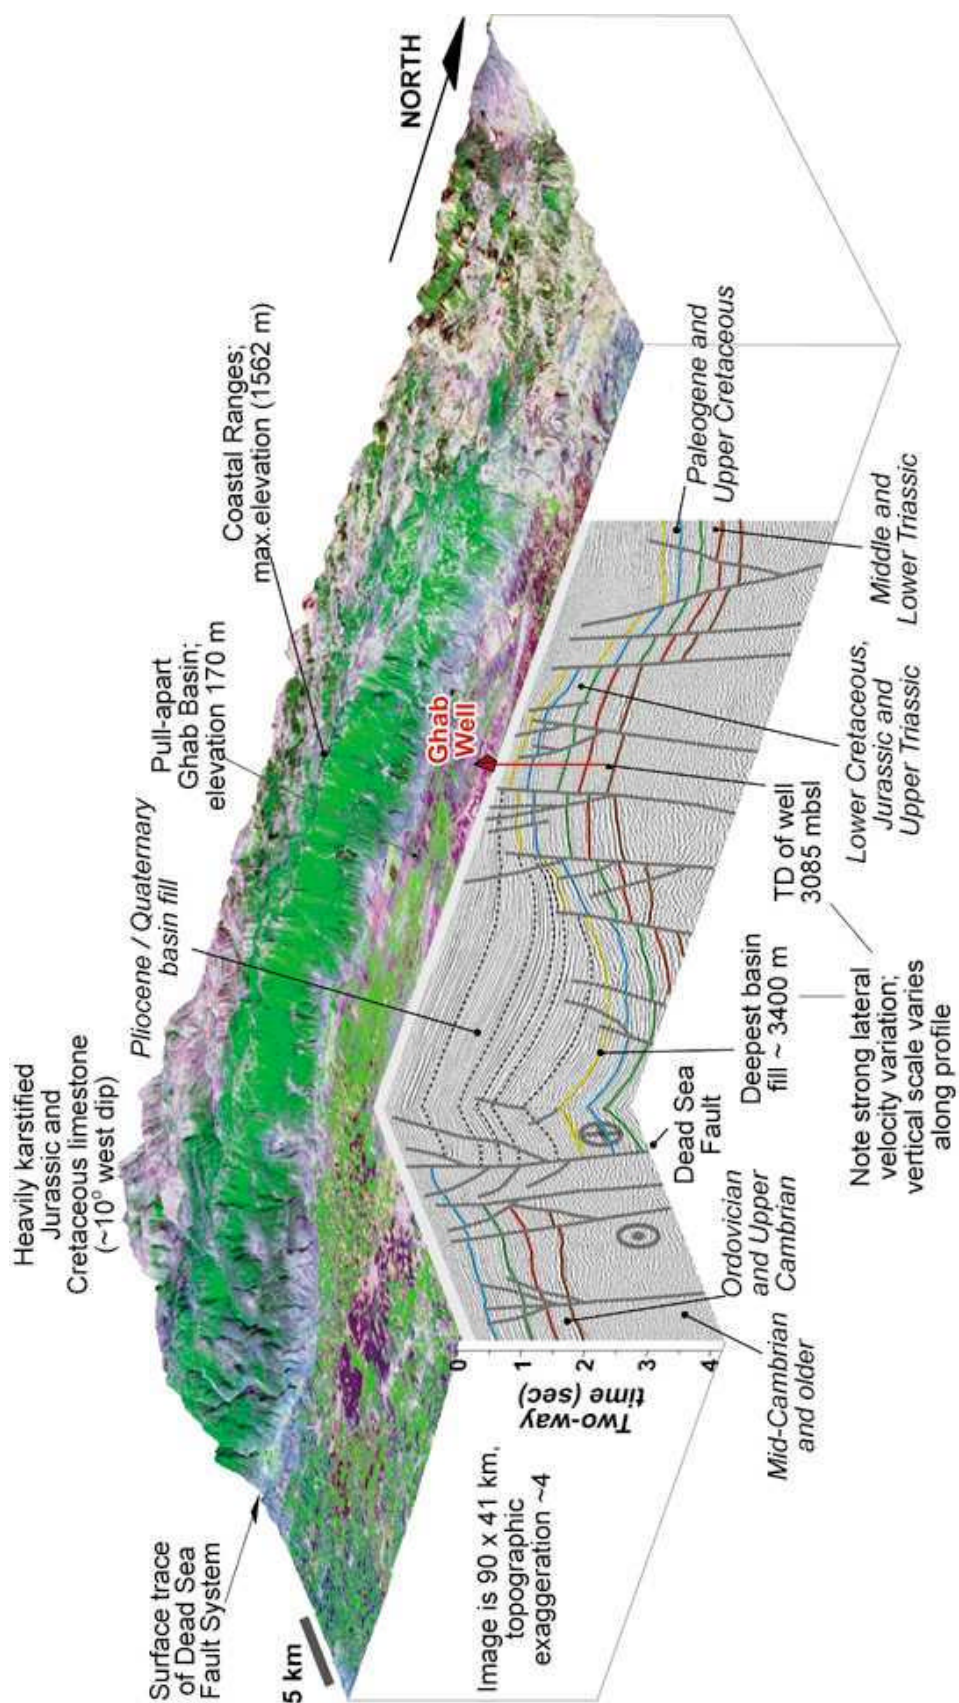 Heavily karstified
Jurassic and
Cretaceous limestone
(~10° west dip)
Pliocene / Quaternary
basin fill
Pull-apart
Ghab Basin;
elevation 170 m
Coastal Ranges;
max.elevation (1562 m)
NORTH
Surface trace
of Dead Sea
Fault System
5 km
Ghab
Well
Image is 90 x 41 km,
topographic
exaggeration ~4
Two-way
time (sec)
0
1
2
3
4
Mid-Cambrian
and older
Ordovician
and Upper
Cambrian
Dead Sea
Fault
Deepest basin
fill ~ 3400 m
Note strong lateral
velocity variation;
vertical scale varies
along profile
TD of well
3085 mbsl
Lower Cretaceous,
Jurassic and
Upper Triassic
Middle and
Lower Triassic
Paleogene and
Upper Cretaceous